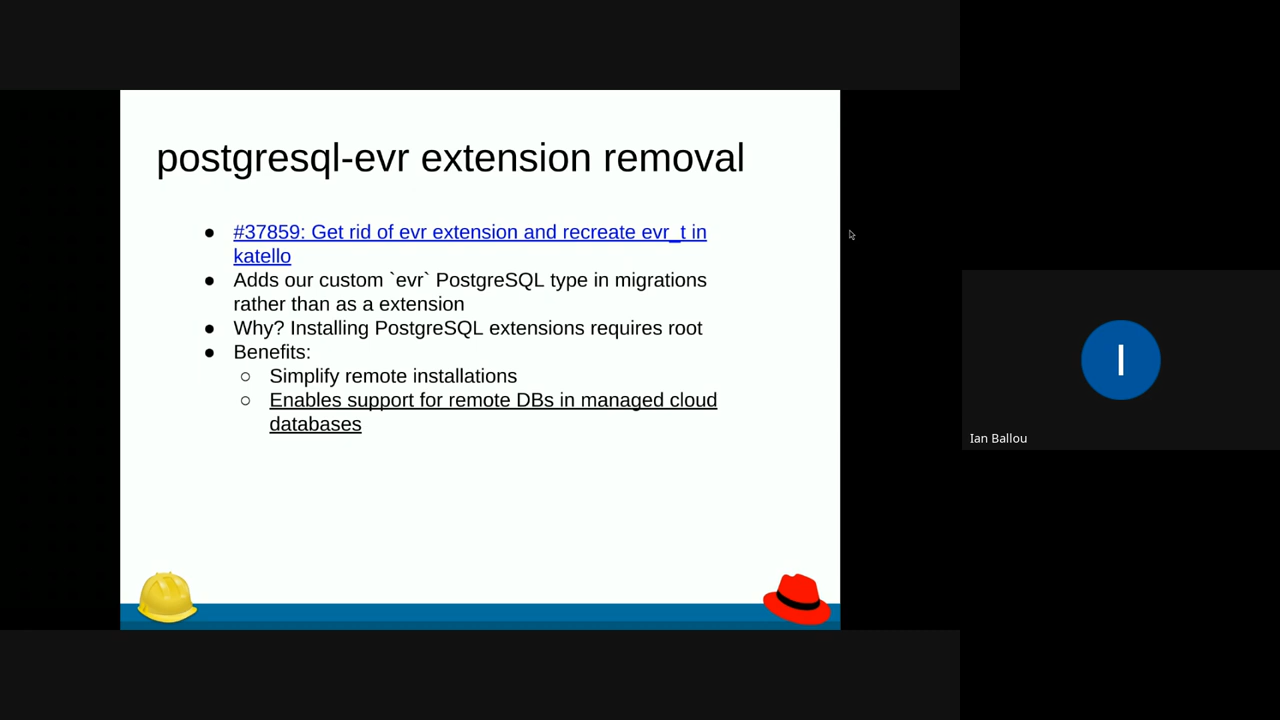 postgresql-evr extension removal
● #37859: Get rid of evr extension and recreate evr_t in
katello
● Adds our custom `evr` PostgreSQL type in migrations
rather than as a extension
● Why? Installing PostgreSQL extensions requires root
● Benefits:
○ Simplify remote installations
○ Enables support for remote DBs in managed cloud
databases
I
Ian Ballou